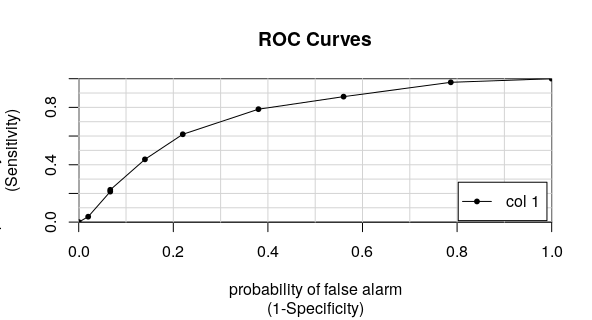 ROC Curves
(Sensitivity)
0.0
0.4
0.8
0.0
0.2
0.4
0.6
0.8
1.0
col 1
probability of false alarm
(1-Specificity)